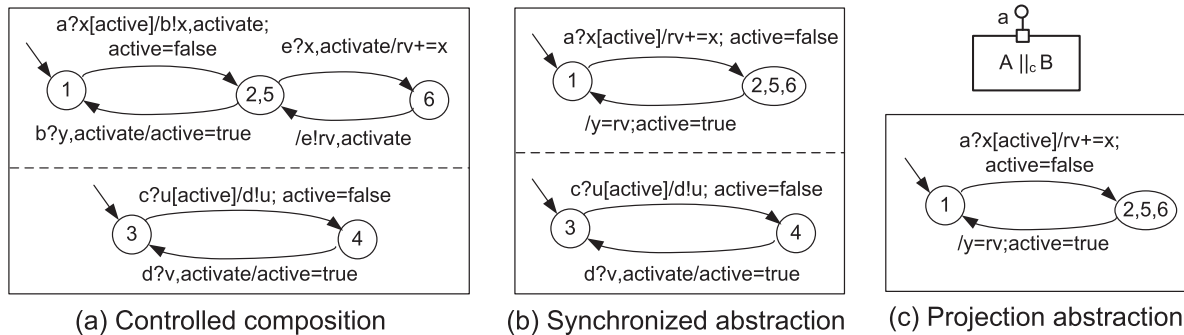 a?x[active]/b!x,activate;
active=false
e?x,activate/rv+=x
1
2,5
6
b?y,activate/active=true
/e!rv,activate
c?u[active]/d!u; active=false
3
4
d?v,activate/active=true
(a) Controlled composition
a?x[active]/rv+=x; active=false
1
2,5,6
/y=rv;active=true
c?u[active]/d!u; active=false
3
4
d?v,activate/active=true
(b) Synchronized abstraction
a
A ||c B
a?x[active]/rv+=x;
active=false
1
2,5,6
/y=rv;active=true
(c) Projection abstraction